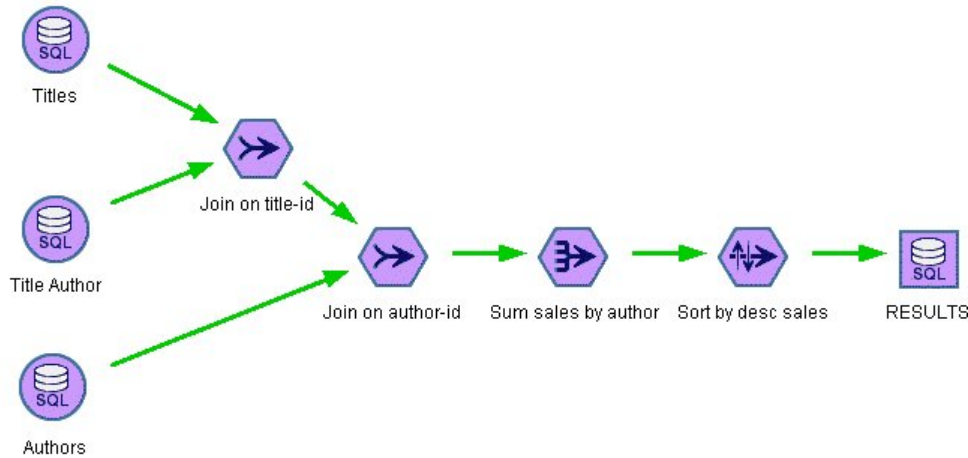 SQL
Titles
Join on title-id
SQL
Title Author
Join on author-id
Sum sales by author
Sort by desc sales
SQL
RESULTS
SQL
Authors